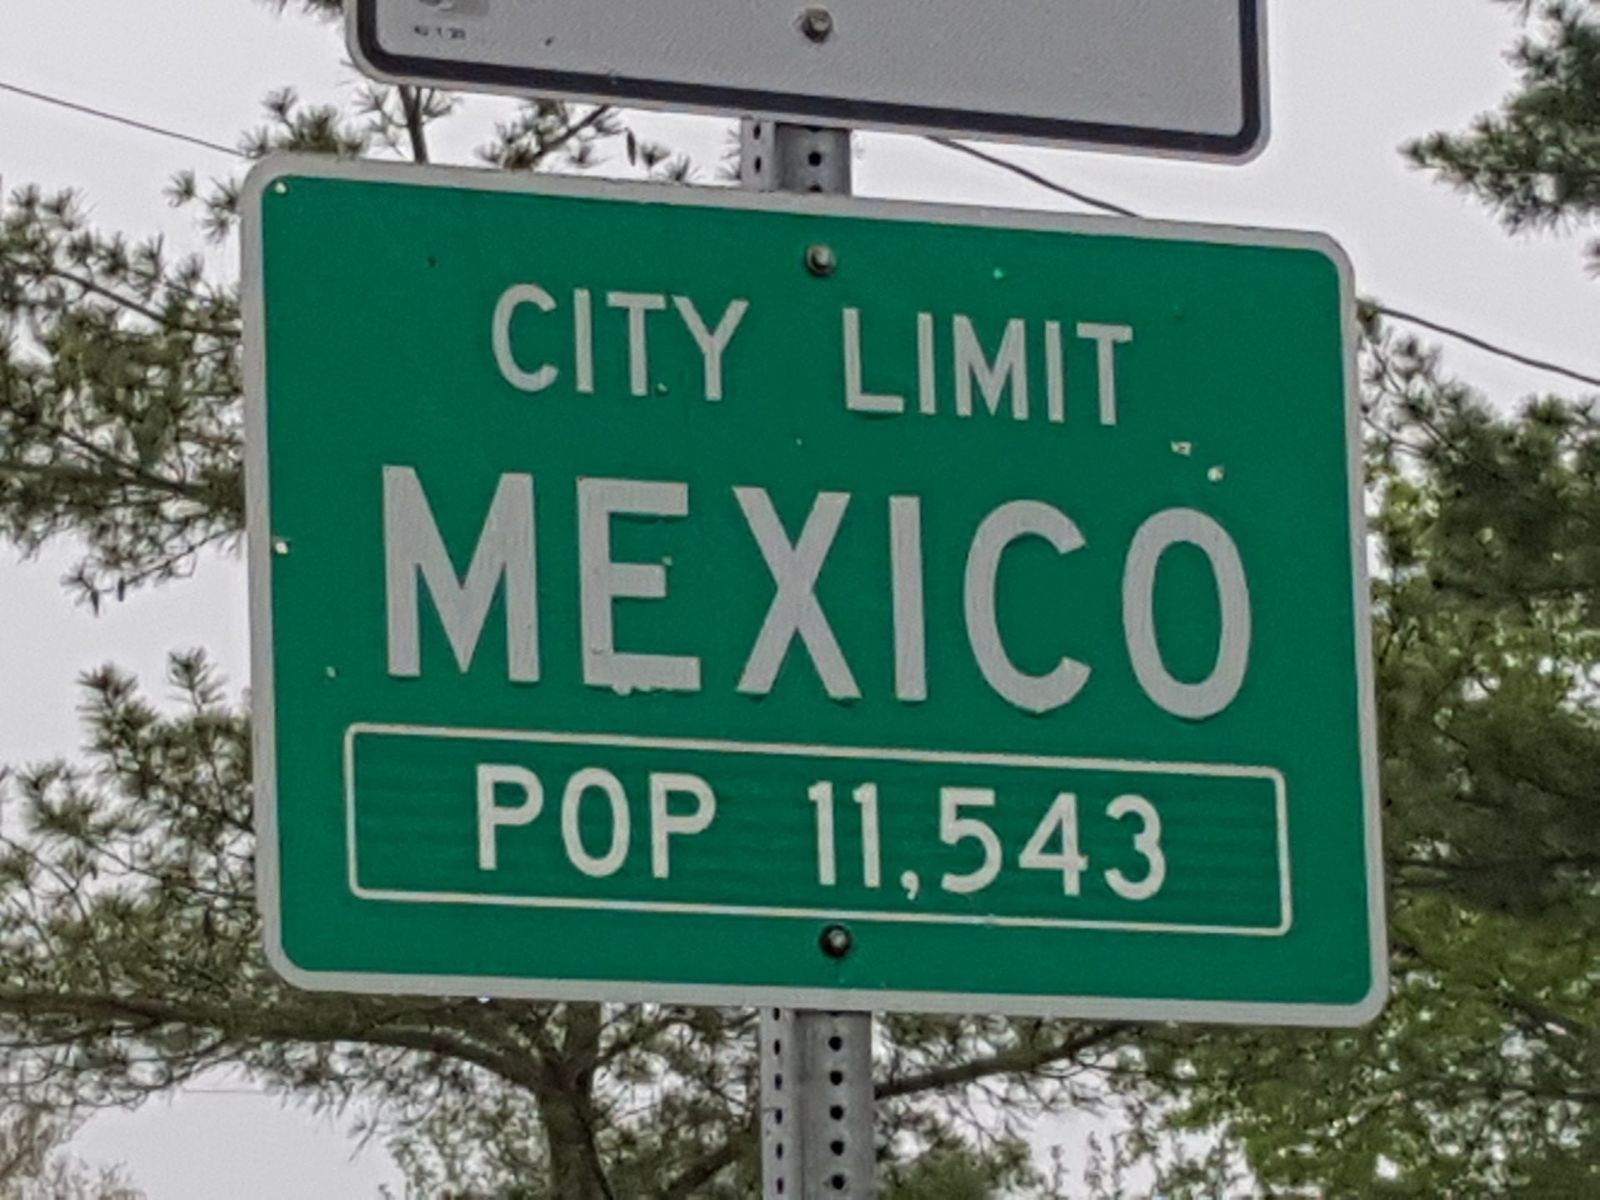 CITY LIMIT
MEXICO
POP 11,543